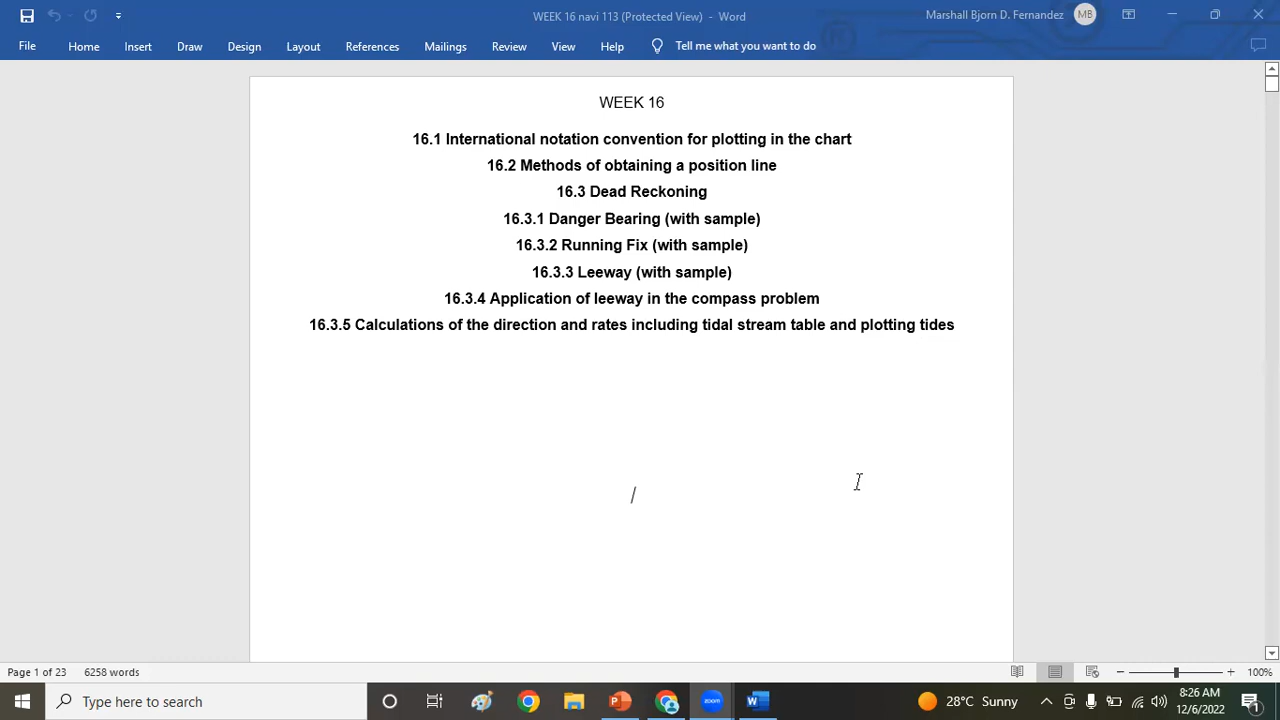 WEEK 16 navi 113 (Protected View) - Word
Marshall Bjorn D. Fernandez MB
File Home Insert Draw Design Layout References Mailings Review View Help Tell me what you want to do
WEEK 16
16.1 International notation convention for plotting in the chart
16.2 Methods of obtaining a position line
16.3 Dead Reckoning
16.3.1 Danger Bearing (with sample)
16.3.2 Running Fix (with sample)
16.3.3 Leeway (with sample)
16.3.4 Application of leeway in the compass problem
16.3.5 Calculations of the direction and rates including tidal stream table and plotting tides
/
Page 1 of 23 6258 words 100%
Type here to search zoom 28°C Sunny 8:26 AM
12/6/2022 1